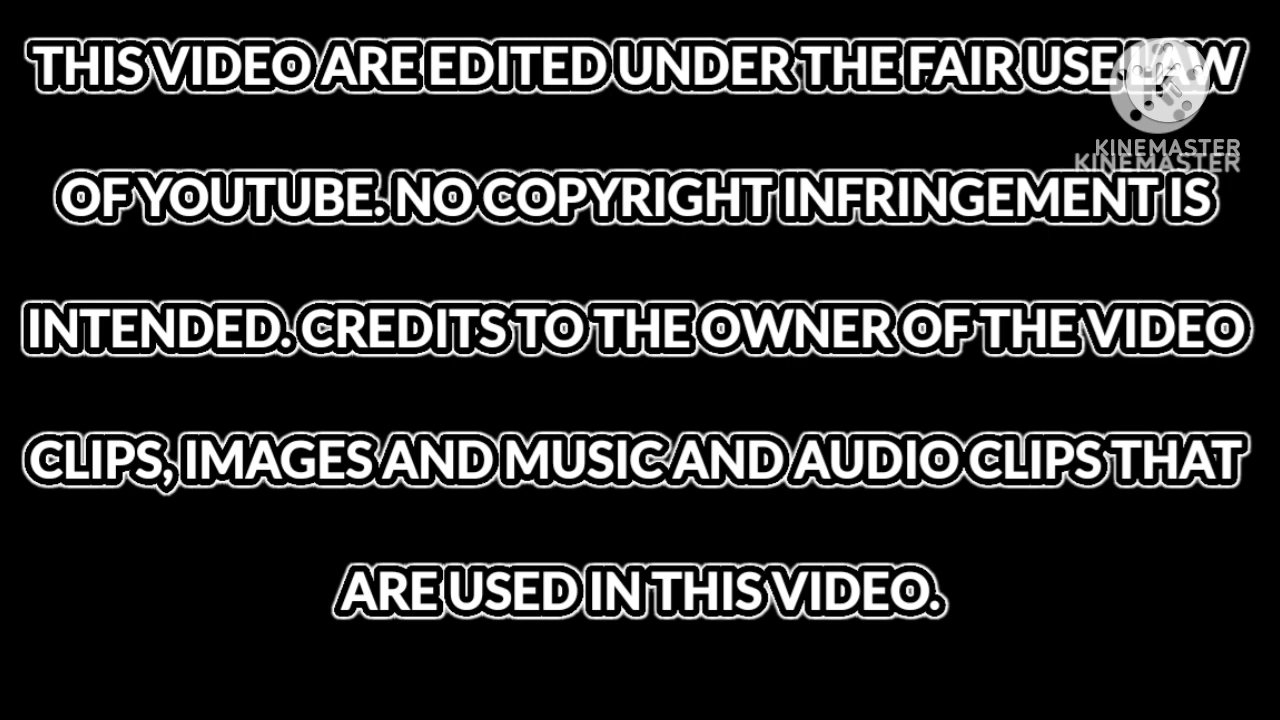 THIS VIDEO ARE EDITED UNDER THE FAIR USE LAW
KINEMASTER
KINEMASTER
OF YOUTUBE. NO COPYRIGHT INFRINGEMENT IS
INTENDED. CREDITS TO THE OWNER OF THE VIDEO
CLIPS, IMAGES AND MUSIC AND AUDIO CLIPS THAT
ARE USED IN THIS VIDEO.